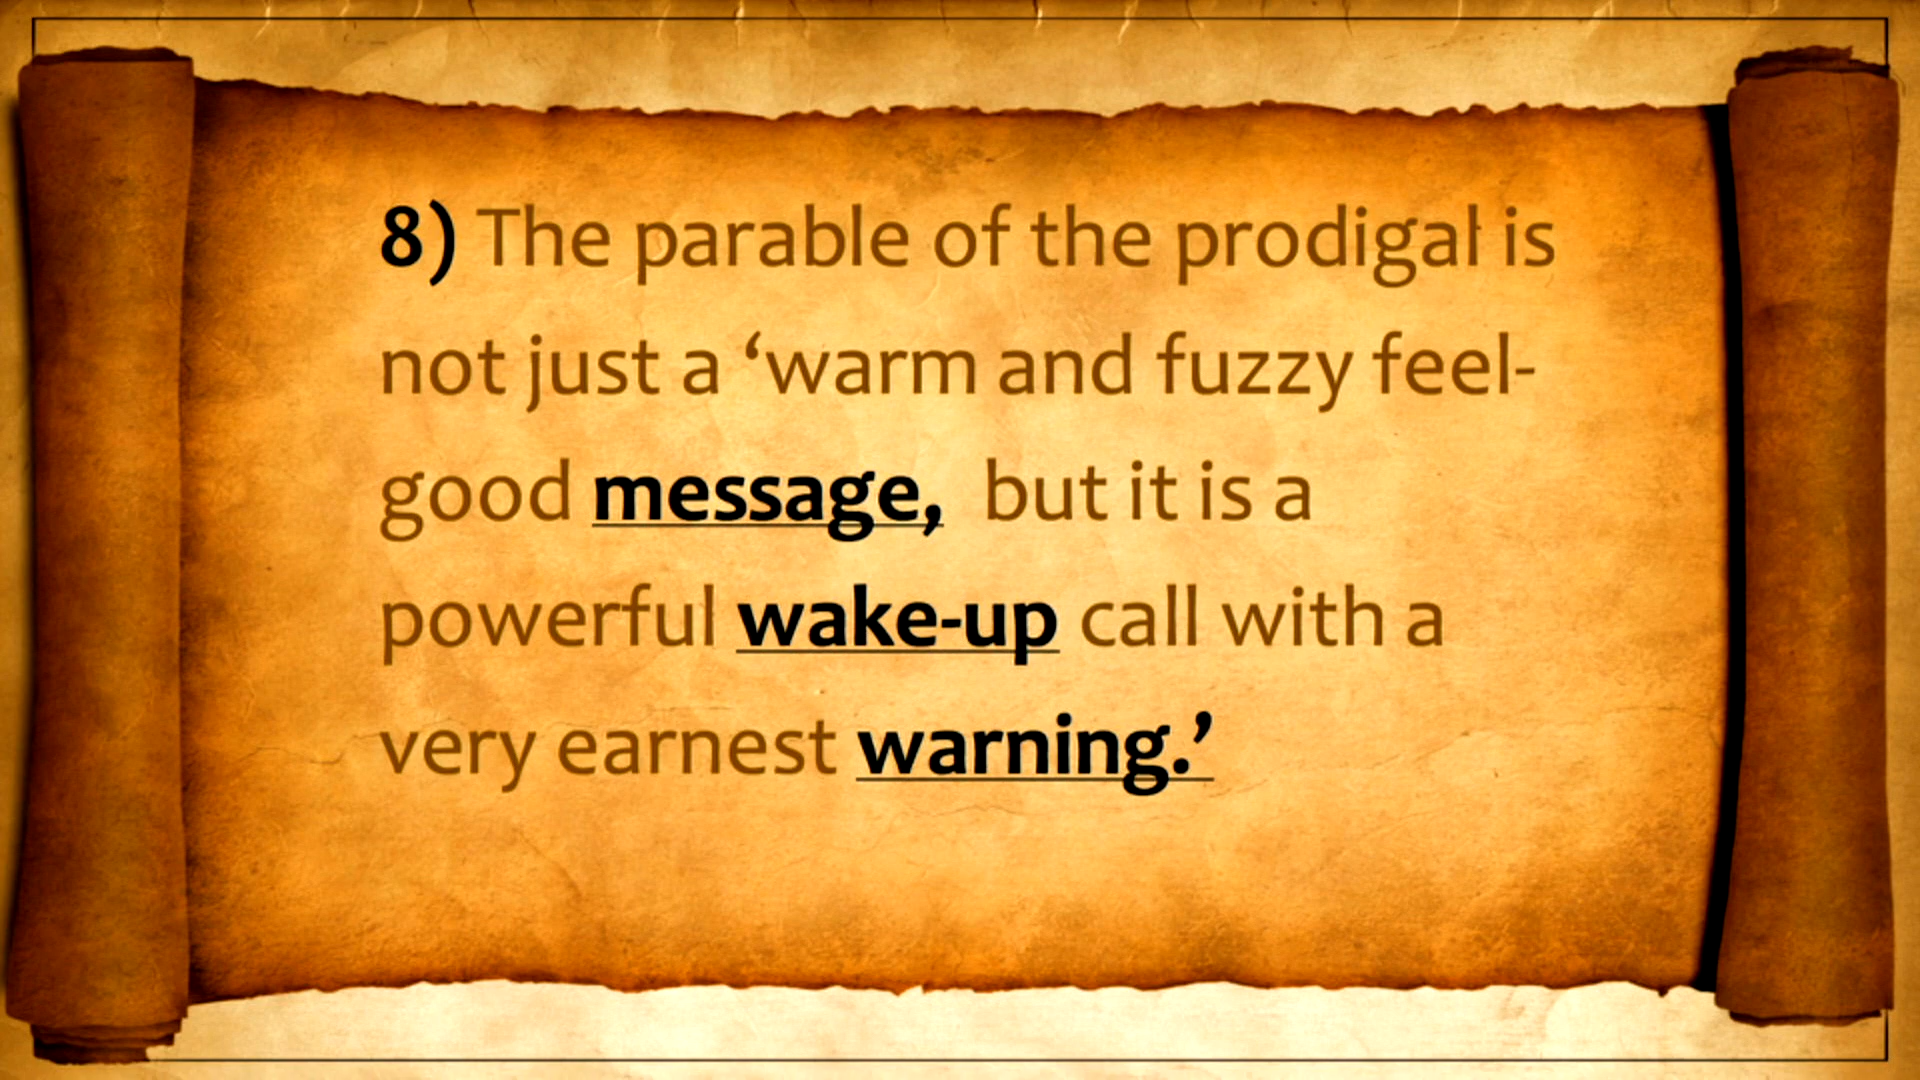 8) The parable of the prodigal is
not just a ‘warm and fuzzy feel-
good message,  but it is a
powerful wake-up call with a
very earnest warning.’